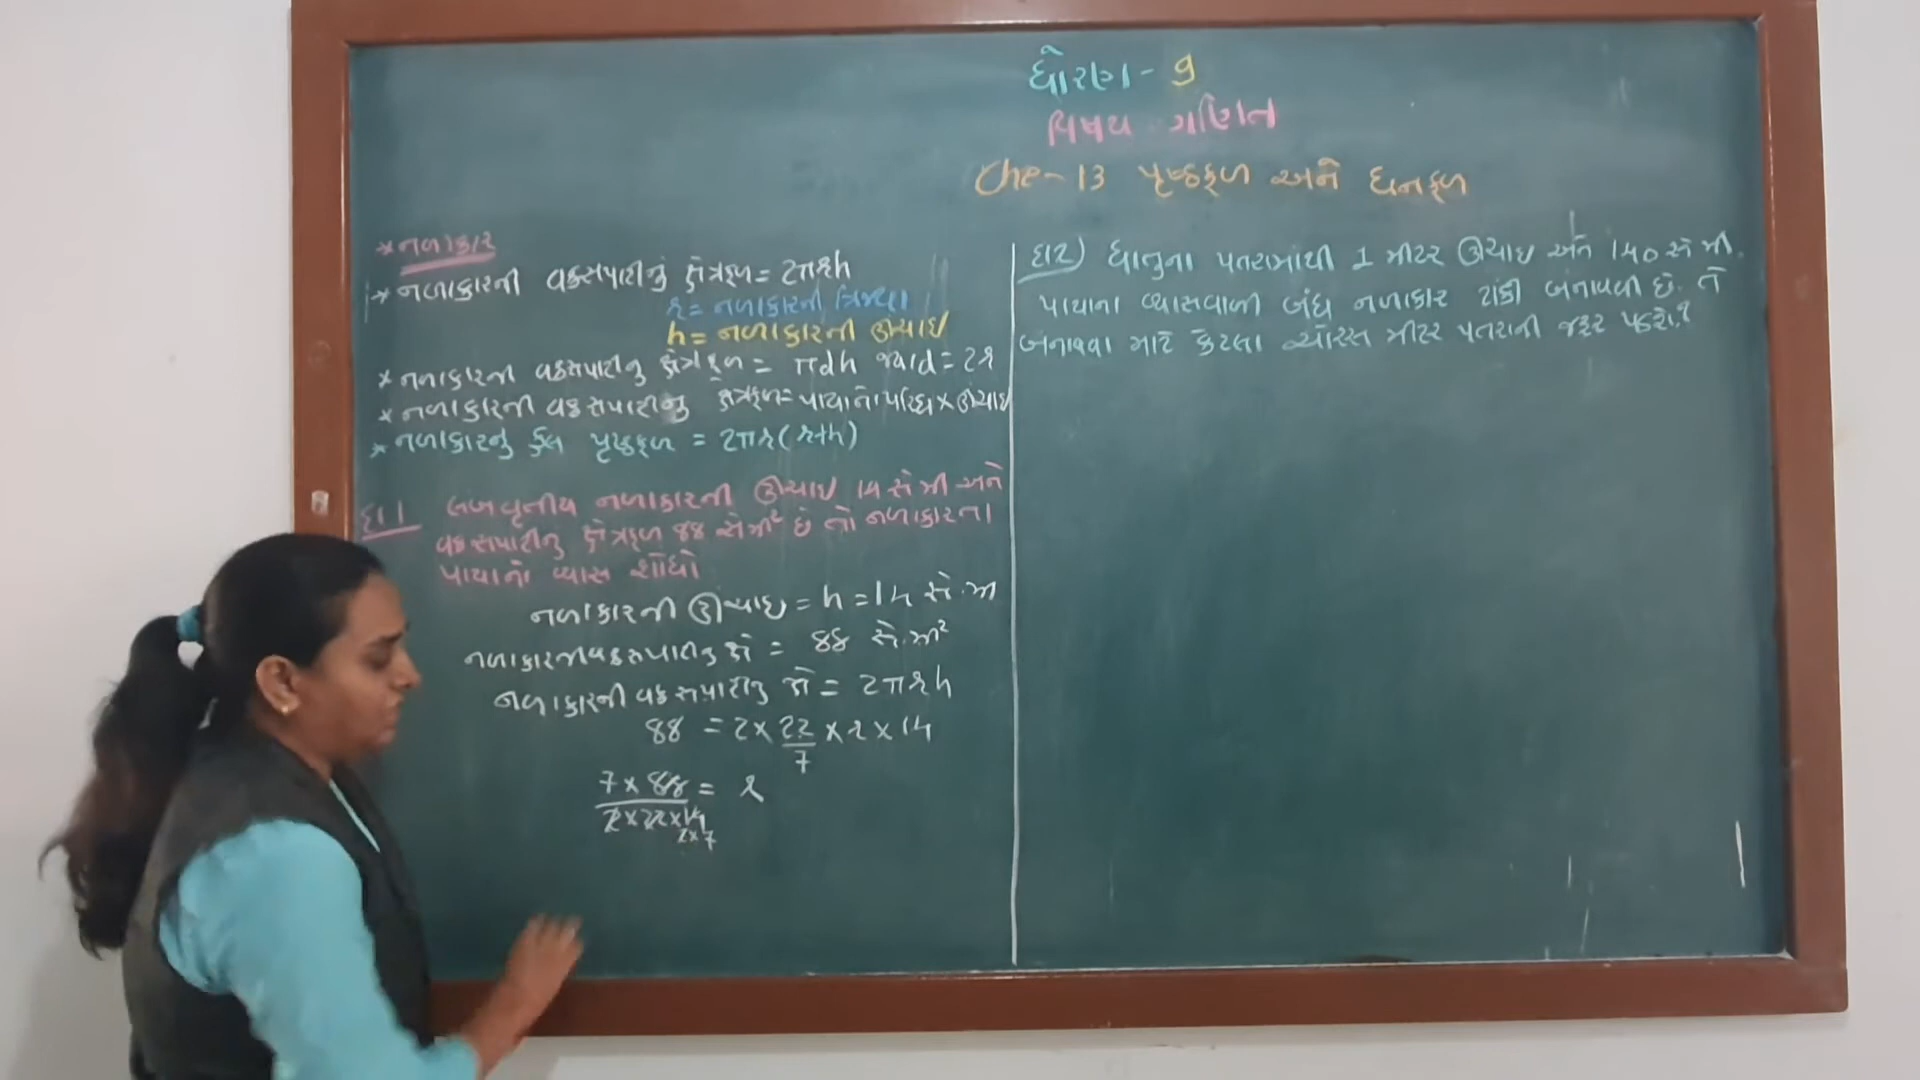 ધોરણ - 9
વિષય - ગણિત
Che - 13 પૃષ્ઠફળ અને ઘનફળ
* નળાકાર
* નળાકારની વક્રસપાટીનું ક્ષેત્રફળ = 2πrh
r = નળાકારની ત્રિજ્યા
h = નળાકારની ઊંચાઇ
* નળાકારની વક્રસપાટીનુ ક્ષેત્રફળ = πdh જ્યાં d = 2r
* નળાકારની વક્રસપાટીનુ ક્ષેત્રફળ = પાયાનો પરિઘ × ઊંચાઇ
* નળાકારનું કુલ પૃષ્ઠફળ = 2πr(r+h)
દા 1 લંબવૃત્તીય નળાકારની ઊંચાઇ 14 સે મી અને
વક્રસપાટીનુ ક્ષેત્રફળ 88 સેમી² છે તો નળાકારના
પાયાનો વ્યાસ શોધો
નળાકારની ઊંચાઇ = h = 14 સે.મી
નળાકારની વક્રસપાટીનુ ક્ષે = 88 સે.મી²
નળાકારની વક્રસપાટીનુ ક્ષે = 2πrh
88 = 2 × 22/7 × r × 14
7 × 88 / 2 × 22 × 14 = r
2×7
દા 2) ધાતુના પતરામાંથી 1 મીટર ઊંચાઇ અને 140 સે મી.
પાયાના વ્યાસવાળી બંધ નળાકાર ટાંકી બનાવવી છે. તે
બનાવવા માટે કેટલા ચોરસ મીટર પતરાની જરૂર પડશે?